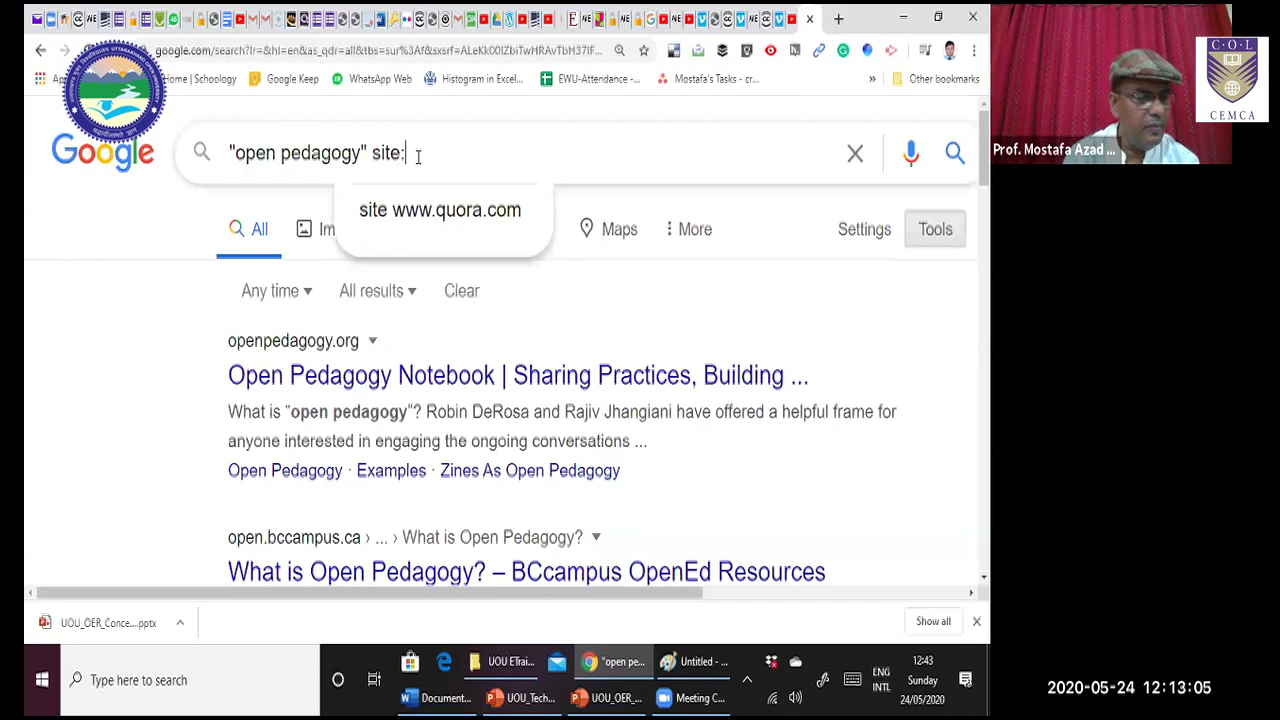 google.com/search?lr=&hl=en&as_qdr=all&tbs=sur%3Af&sxsrf=ALeKk00IZbiTwHRAvTbH37IF...
Home | Schoology
Google Keep
WhatsApp Web
Histogram in Excel...
EWU-Attendance -...
Mostafa's Tasks - cr...
»
Other bookmarks
C·O·L
CEMCA
Google
"open pedagogy" site:
Prof. Mostafa Azad ...
site www.quora.com
All
Im
Maps
More
Settings
Tools
Any time
All results
Clear
openpedagogy.org
Open Pedagogy Notebook | Sharing Practices, Building ...
What is "open pedagogy"? Robin DeRosa and Rajiv Jhangiani have offered a helpful frame for
anyone interested in engaging the ongoing conversations ...
Open Pedagogy · Examples · Zines As Open Pedagogy
open.bccampus.ca › ... › What is Open Pedagogy?
What is Open Pedagogy? – BCcampus OpenEd Resources
UOU_OER_Conce....pptx
Show all
Type here to search
UOU ETrai...
"open pe...
Untitled - ...
ENG
INTL
12:43
Sunday
24/05/2020
Document...
UOU_Tech...
UOU_OER_...
Meeting C...
2020-05-24 12:13:05